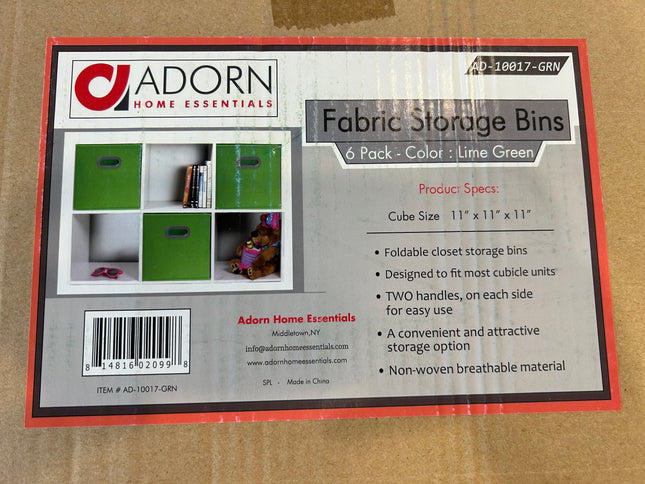 ADORN
HOME ESSENTIALS
AD-10017-GRN
Fabric Storage Bins
6 Pack - Color : Lime Green
Product Specs:
Cube Size 11" x 11" x 11"
• Foldable closet storage bins
• Designed to fit most cubicle units
• TWO handles, on each side
for easy use
• A convenient and attractive
storage option
• Non-woven breathable material
Adorn Home Essentials
Middletown,NY
info@adornhomeessentials.com
www.adornhomeessentials.com
SPL - Made in China
8 14816 02099 8
ITEM # AD-10017-GRN